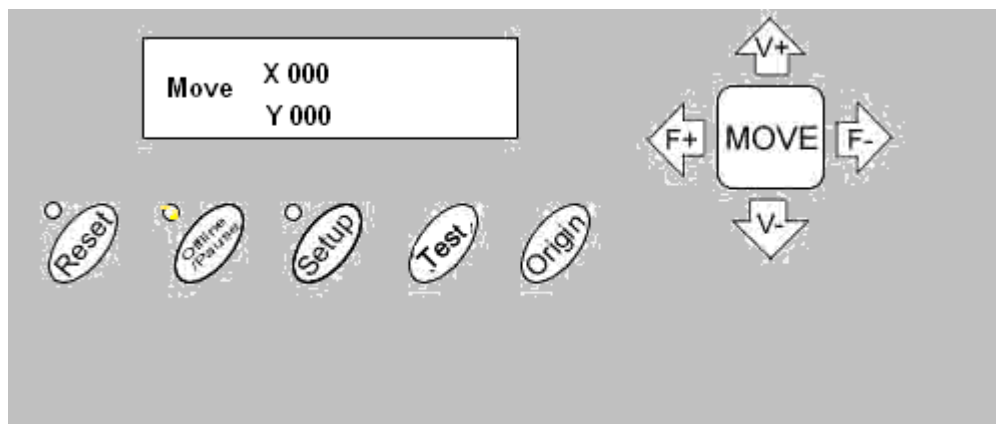 Move X 000
Y 000
V+
F+ MOVE F-
V-
Reset
Offline
/Pause
Setup
Test
Origin